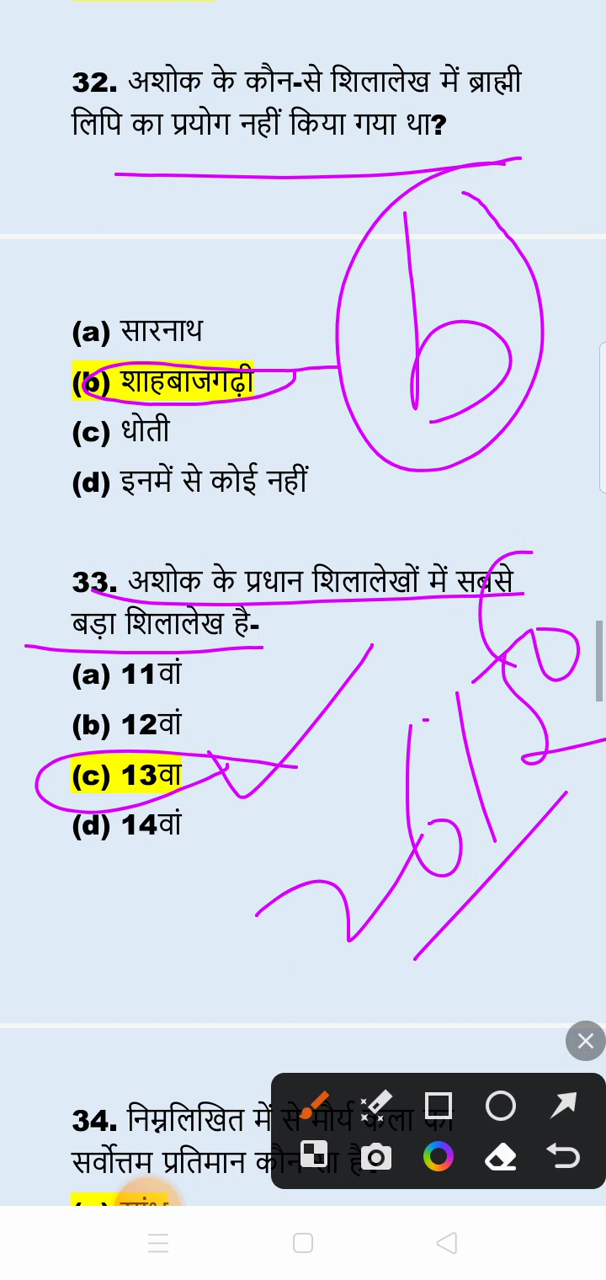 32. अशोक के कौन-से शिलालेख में ब्राह्मी
लिपि का प्रयोग नहीं किया गया था?
b
(a) सारनाथ
(b) शाहबाजगढ़ी
(c) धोती
(d) इनमें से कोई नहीं
33. अशोक के प्रधान शिलालेखों में सबसे
बड़ा शिलालेख है-
(a) 11वां
(b) 12वां
(c) 13वा
(d) 14वां
34. निम्नलिखित में से मौर्य कला का
सर्वोत्तम प्रतिमान कौन सा है?